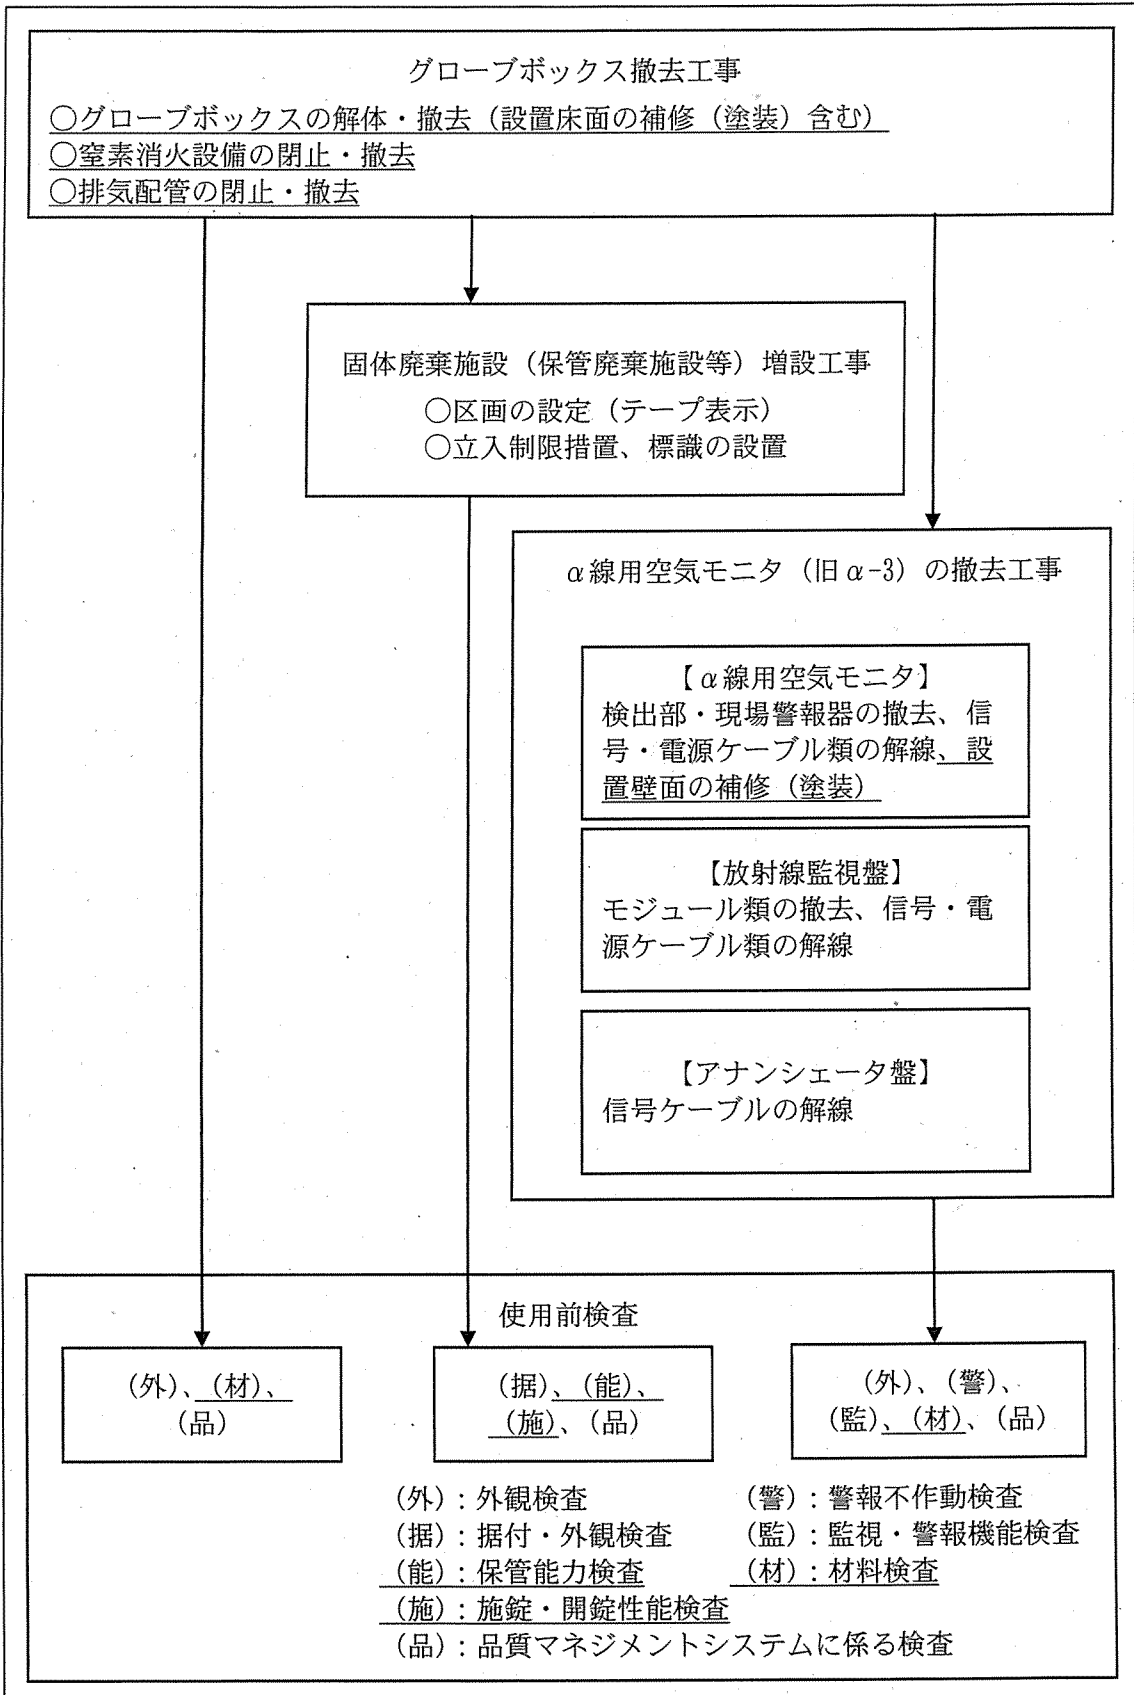 グローブボックス撤去工事
○グローブボックスの解体・撤去（設置床面の補修（塗装）含む）
○窒素消火設備の閉止・撤去
○排気配管の閉止・撤去
固体廃棄施設（保管廃棄施設等）増設工事
○区画の設定（テープ表示）
○立入制限措置、標識の設置
α線用空気モニタ（旧α-3）の撤去工事
【α線用空気モニタ】
検出部・現場警報器の撤去、信
号・電源ケーブル類の解線、設
置壁面の補修（塗装）
【放射線監視盤】
モジュール類の撤去、信号・電
源ケーブル類の解線
【アナンシェータ盤】
信号ケーブルの解線
使用前検査
（外）、（材）、
（品）
（据）、（能）、
（施）、（品）
（外）、（警）、
（監）、（材）、（品）
（外）：外観検査
（警）：警報不作動検査
（据）：据付・外観検査
（監）：監視・警報機能検査
（能）：保管能力検査
（材）：材料検査
（施）：施錠・開錠性能検査
（品）：品質マネジメントシステムに係る検査